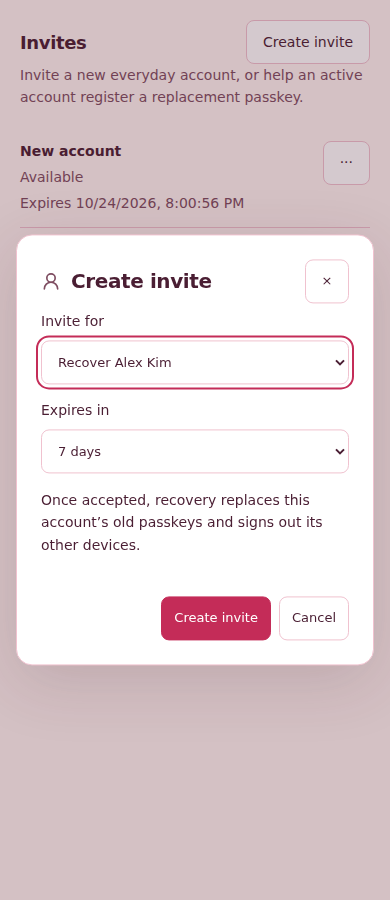 Invites
Create invite
Invite a new everyday account, or help an active
account register a replacement passkey.
New account
...
Available
Expires 10/24/2026, 8:00:56 PM
Create invite
×
Invite for
Recover Alex Kim
Expires in
7 days
Once accepted, recovery replaces this
account’s old passkeys and signs out its
other devices.
Create invite
Cancel